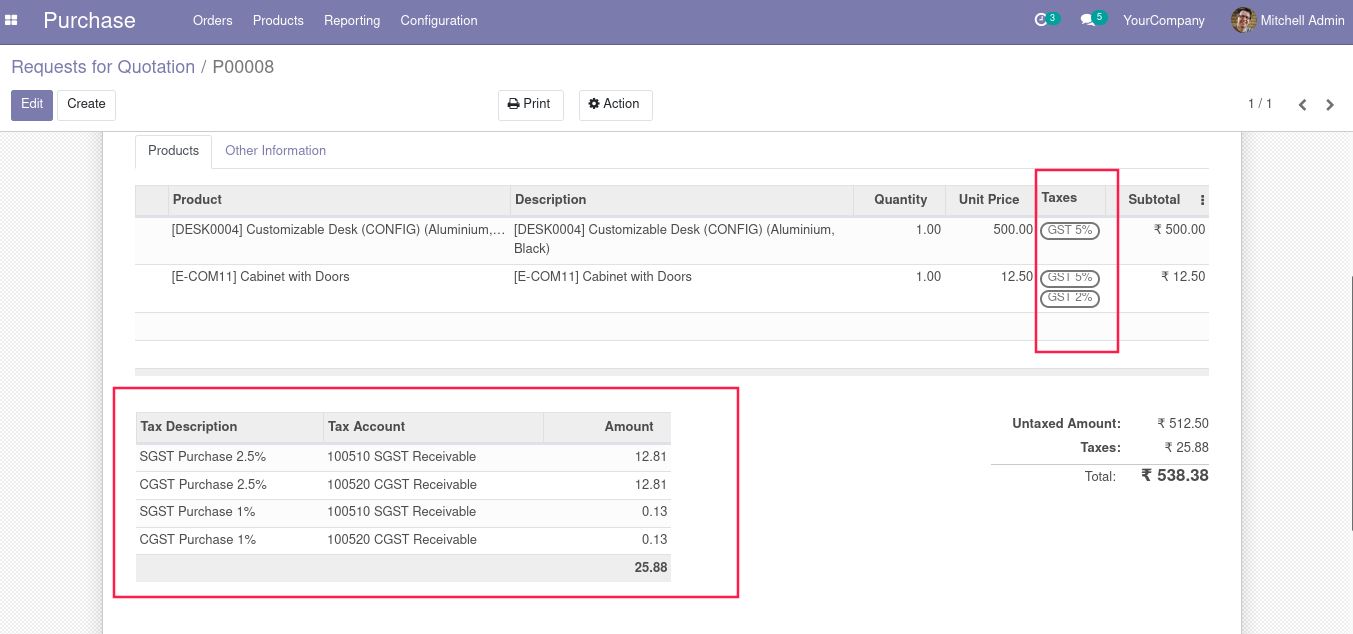 Purchase Orders Products Reporting Configuration 3 5 YourCompany Mitchell Admin
Requests for Quotation / P00008
Edit Create Print Action 1 / 1
Products Other Information
Product Description Quantity Unit Price Taxes Subtotal
[DESK0004] Customizable Desk (CONFIG) (Aluminium,... [DESK0004] Customizable Desk (CONFIG) (Aluminium, 1.00 500.00 GST 5% ₹ 500.00
Black)
[E-COM11] Cabinet with Doors [E-COM11] Cabinet with Doors 1.00 12.50 GST 5% ₹ 12.50
GST 2%
Tax Description Tax Account Amount
SGST Purchase 2.5% 100510 SGST Receivable 12.81
CGST Purchase 2.5% 100520 CGST Receivable 12.81
SGST Purchase 1% 100510 SGST Receivable 0.13
CGST Purchase 1% 100520 CGST Receivable 0.13
25.88
Untaxed Amount: ₹ 512.50
Taxes: ₹ 25.88
Total: ₹ 538.38